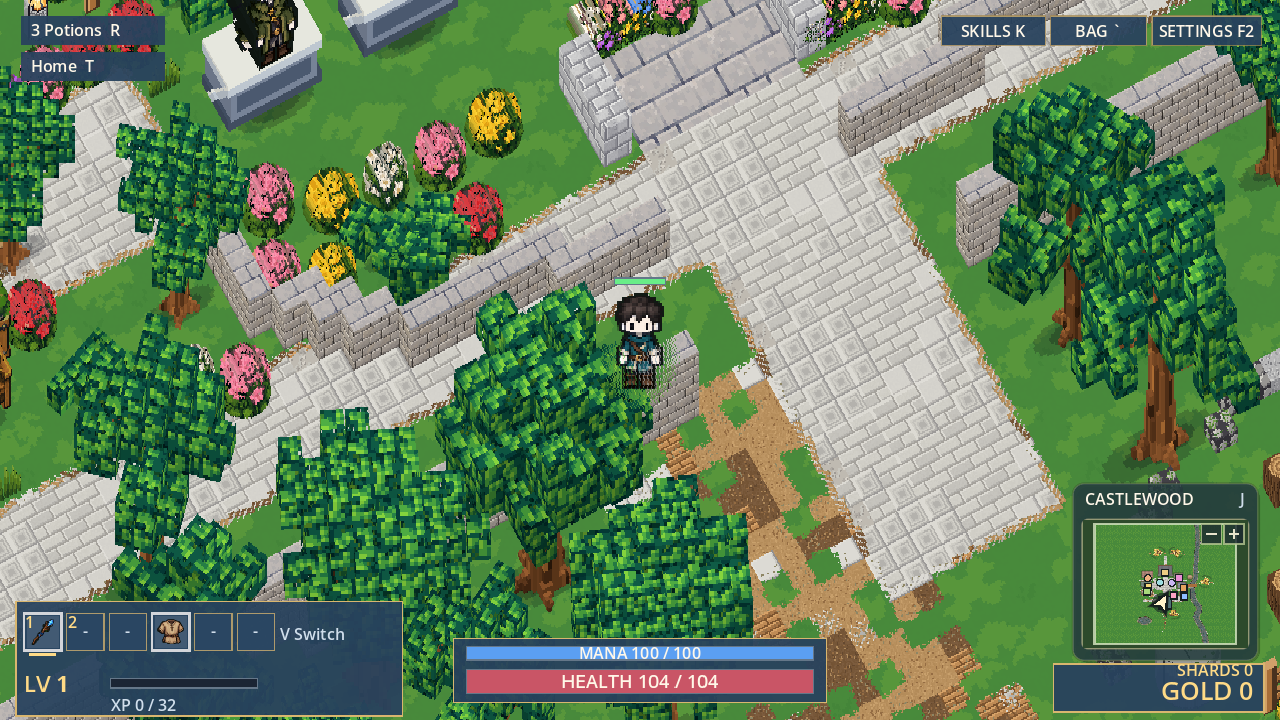 3 Potions R
Home T
SKILLS K
BAG `
SETTINGS F2
CASTLEWOOD J
− +
1 2 - - - - V Switch
LV 1
XP 0 / 32
MANA 100 / 100
HEALTH 104 / 104
SHARDS 0
GOLD 0